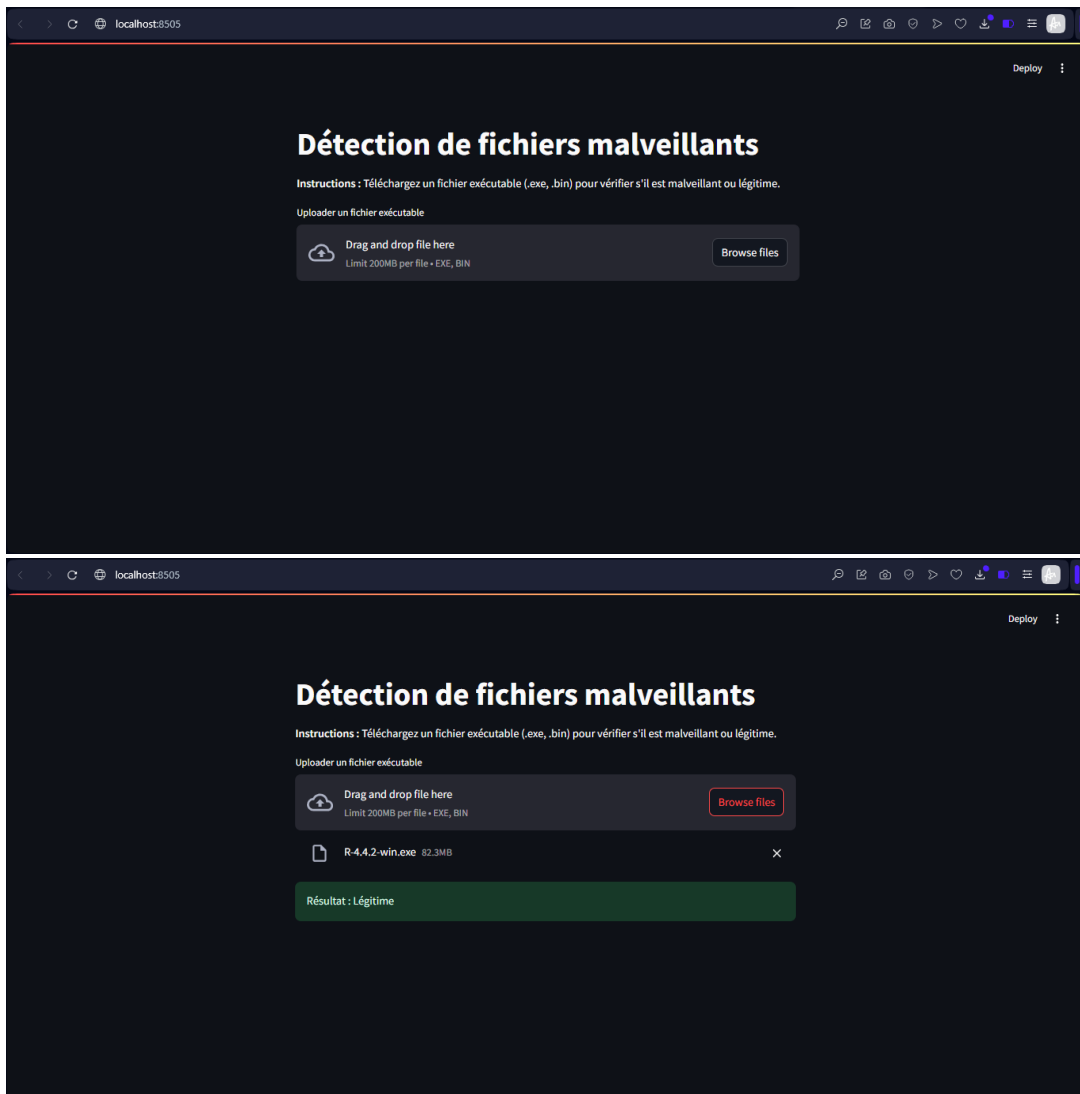 localhost:8505
Deploy
Détection de fichiers malveillants
Instructions : Téléchargez un fichier exécutable (.exe, .bin) pour vérifier s'il est malveillant ou légitime.
Uploader un fichier exécutable
Drag and drop file here
Limit 200MB per file • EXE, BIN
Browse files
localhost:8505
Deploy
Détection de fichiers malveillants
Instructions : Téléchargez un fichier exécutable (.exe, .bin) pour vérifier s'il est malveillant ou légitime.
Uploader un fichier exécutable
Drag and drop file here
Limit 200MB per file • EXE, BIN
Browse files
R-4.4.2-win.exe 82.3MB
Résultat : Légitime